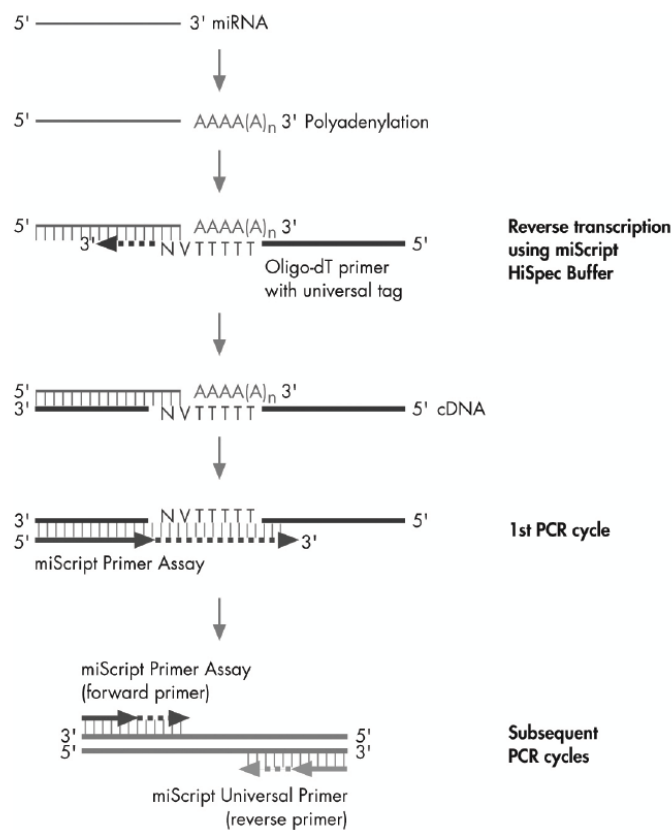 5' 3' miRNA
5' AAAA(A)n 3' Polyadenylation
5' AAAA(A)n 3'
3' N V T T T T T 5'
Oligo-dT primer
with universal tag
Reverse transcription
using miScript
HiSpec Buffer
5' AAAA(A)n 3'
3' N V T T T T T 5' cDNA
3' N V T T T T T 5'
5' 3'
miScript Primer Assay
1st PCR cycle
miScript Primer Assay
(forward primer)
3' 5'
5' 3'
miScript Universal Primer
(reverse primer)
Subsequent
PCR cycles